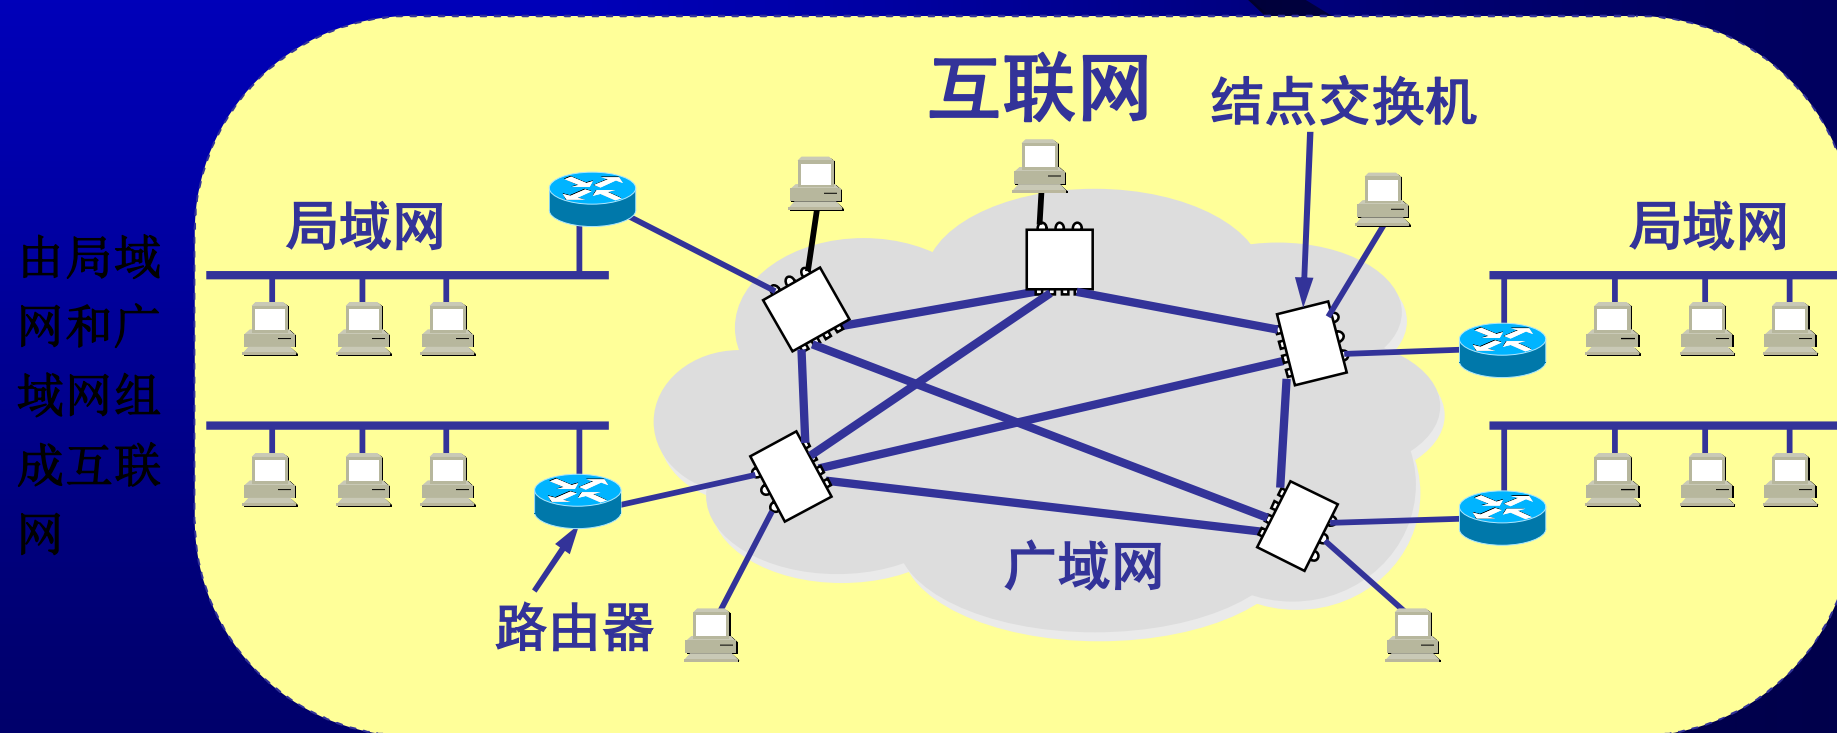 互联网
结点交换机
局域网
局域网
由局域
网和广
域网组
成互联
网
广域网
路由器